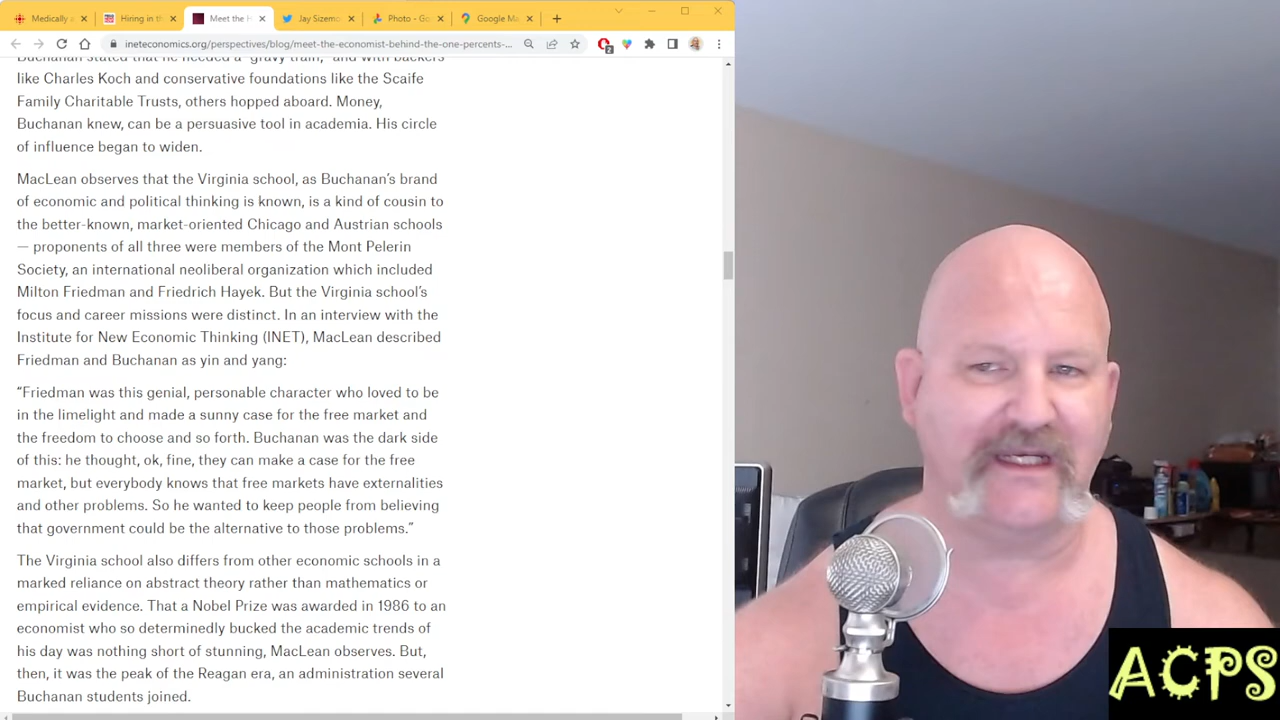 Medically a
Hiring in th
Meet the H
Jay Sizemo
Photo - Go
Google Ma
ineteconomics.org/perspectives/blog/meet-the-economist-behind-the-one-percents-...
2
Buchanan stated that he needed a "gravy train," and with backers
like Charles Koch and conservative foundations like the Scaife
Family Charitable Trusts, others hopped aboard. Money,
Buchanan knew, can be a persuasive tool in academia. His circle
of influence began to widen.
MacLean observes that the Virginia school, as Buchanan's brand
of economic and political thinking is known, is a kind of cousin to
the better-known, market-oriented Chicago and Austrian schools
— proponents of all three were members of the Mont Pelerin
Society, an international neoliberal organization which included
Milton Friedman and Friedrich Hayek. But the Virginia school's
focus and career missions were distinct. In an interview with the
Institute for New Economic Thinking (INET), MacLean described
Friedman and Buchanan as yin and yang:
"Friedman was this genial, personable character who loved to be
in the limelight and made a sunny case for the free market and
the freedom to choose and so forth. Buchanan was the dark side
of this: he thought, ok, fine, they can make a case for the free
market, but everybody knows that free markets have externalities
and other problems. So he wanted to keep people from believing
that government could be the alternative to those problems."
The Virginia school also differs from other economic schools in a
marked reliance on abstract theory rather than mathematics or
empirical evidence. That a Nobel Prize was awarded in 1986 to an
economist who so determinedly bucked the academic trends of
his day was nothing short of stunning, MacLean observes. But,
then, it was the peak of the Reagan era, an administration several
Buchanan students joined.
ACPS